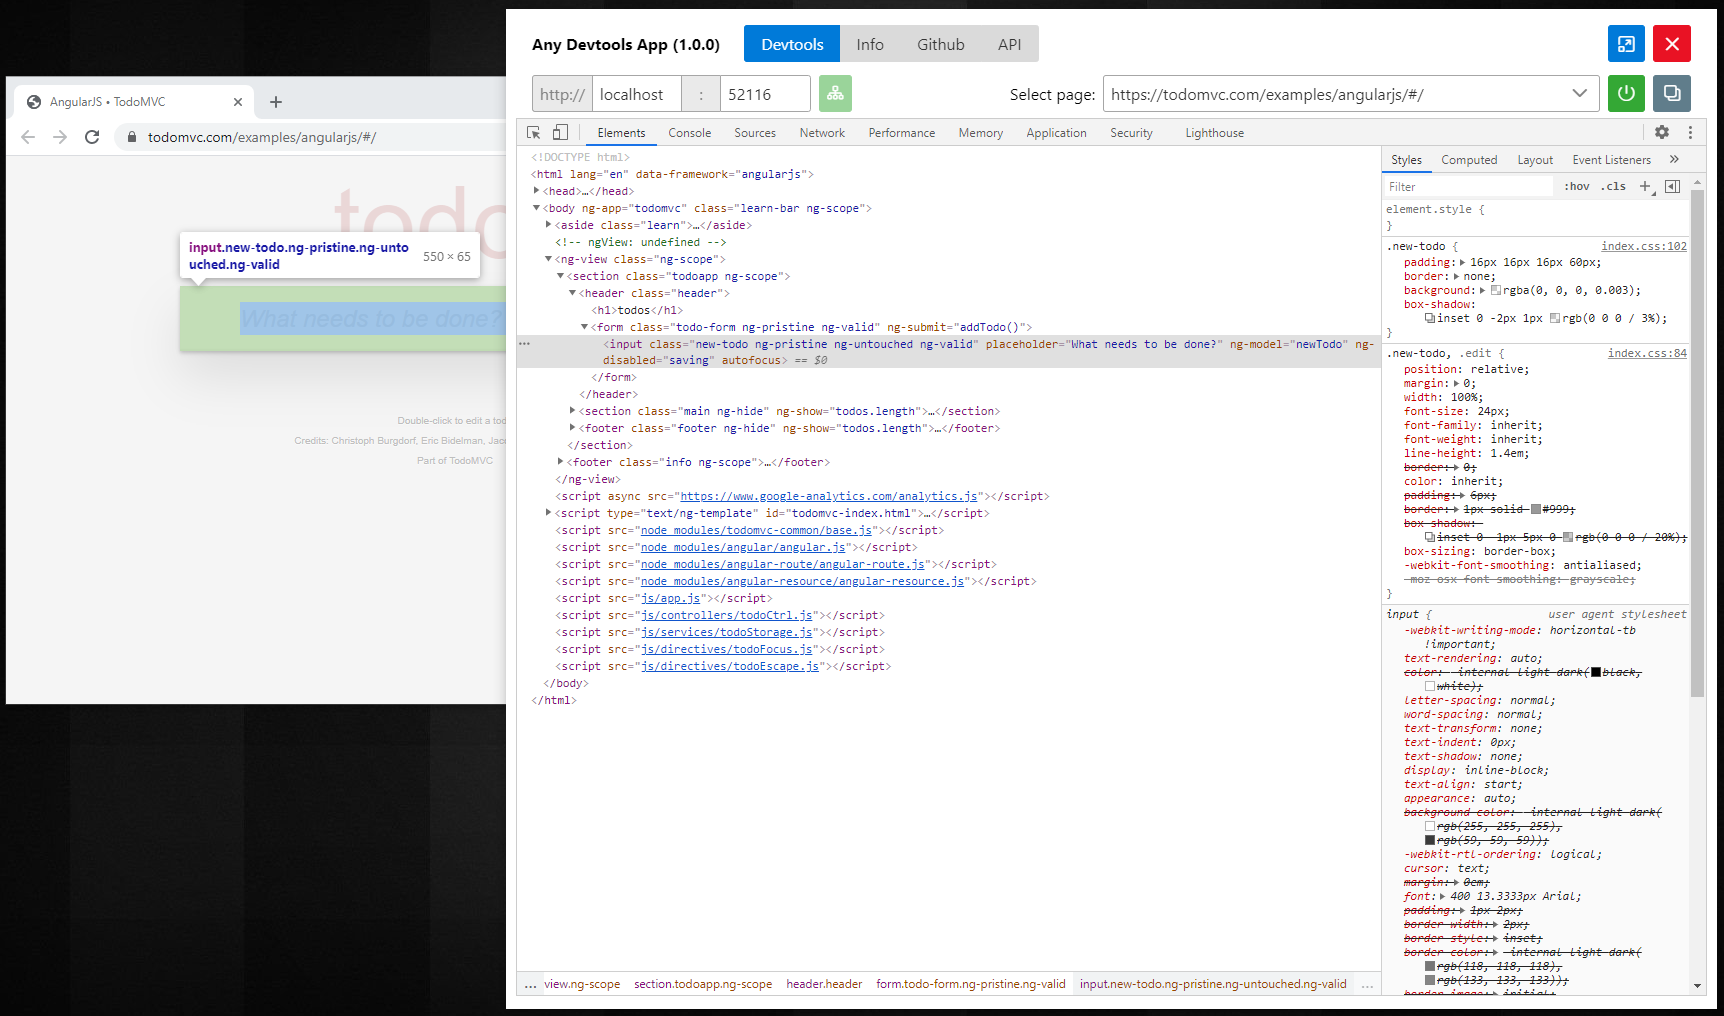 AngularJS • TodoMVC
todomvc.com/examples/angularjs/#/
todo
input.new-todo.ng-pristine.ng-unto
uched.ng-valid
550 × 65
What needs to be done?
Double-click to edit a tod
Credits: Christoph Burgdorf, Eric Bidelman, Jaco
Part of TodoMVC
Any Devtools App (1.0.0)
Devtools Info Github API
http:// localhost : 52116
Select page: https://todomvc.com/examples/angularjs/#/
Elements Console Sources Network Performance Memory Application Security Lighthouse
<!DOCTYPE html>
<html lang="en" data-framework="angularjs">
<head>…</head>
<body ng-app="todomvc" class="learn-bar ng-scope">
<aside class="learn">…</aside>
<!-- ngView: undefined -->
<ng-view class="ng-scope">
<section class="todoapp ng-scope">
<header class="header">
<h1>todos</h1>
<form class="todo-form ng-pristine ng-valid" ng-submit="addTodo()">
<input class="new-todo ng-pristine ng-untouched ng-valid" placeholder="What needs to be done?" ng-model="newTodo" ng-
disabled="saving" autofocus> == $0
</form>
</header>
<section class="main ng-hide" ng-show="todos.length">…</section>
<footer class="footer ng-hide" ng-show="todos.length">…</footer>
</section>
<footer class="info ng-scope">…</footer>
</ng-view>
<script async src="https://www.google-analytics.com/analytics.js"></script>
<script type="text/ng-template" id="todomvc-index.html">…</script>
<script src="node_modules/todomvc-common/base.js"></script>
<script src="node_modules/angular/angular.js"></script>
<script src="node_modules/angular-route/angular-route.js"></script>
<script src="node_modules/angular-resource/angular-resource.js"></script>
<script src="js/app.js"></script>
<script src="js/controllers/todoCtrl.js"></script>
<script src="js/services/todoStorage.js"></script>
<script src="js/directives/todoFocus.js"></script>
<script src="js/directives/todoEscape.js"></script>
</body>
</html>
… view.ng-scope section.todoapp.ng-scope header.header form.todo-form.ng-pristine.ng-valid input.new-todo.ng-pristine.ng-untouched.ng-valid …
Styles Computed Layout Event Listeners »
Filter :hov .cls +
element.style {
}
.new-todo { index.css:102
padding: 16px 16px 16px 60px;
border: none;
background: rgba(0, 0, 0, 0.003);
box-shadow:
inset 0 -2px 1px rgb(0 0 0 / 3%);
}
.new-todo, .edit { index.css:84
position: relative;
margin: 0;
width: 100%;
font-size: 24px;
font-family: inherit;
font-weight: inherit;
line-height: 1.4em;
border: 0;
color: inherit;
padding: 6px;
border: 1px solid #999;
box-shadow:
inset 0 -1px 5px 0 rgb(0 0 0 / 20%);
box-sizing: border-box;
-webkit-font-smoothing: antialiased;
-moz-osx-font-smoothing: grayscale;
}
input { user agent stylesheet
-webkit-writing-mode: horizontal-tb
!important;
text-rendering: auto;
color: -internal-light-dark(black,
white);
letter-spacing: normal;
word-spacing: normal;
text-transform: none;
text-indent: 0px;
text-shadow: none;
display: inline-block;
text-align: start;
appearance: auto;
background-color: -internal-light-dark(
rgb(255, 255, 255),
rgb(59, 59, 59));
-webkit-rtl-ordering: logical;
cursor: text;
margin: 0em;
font: 400 13.3333px Arial;
padding: 1px 2px;
border-width: 2px;
border-style: inset;
border-color: -internal-light-dark(
rgb(118, 118, 118),
rgb(133, 133, 133));
border-image: initial;